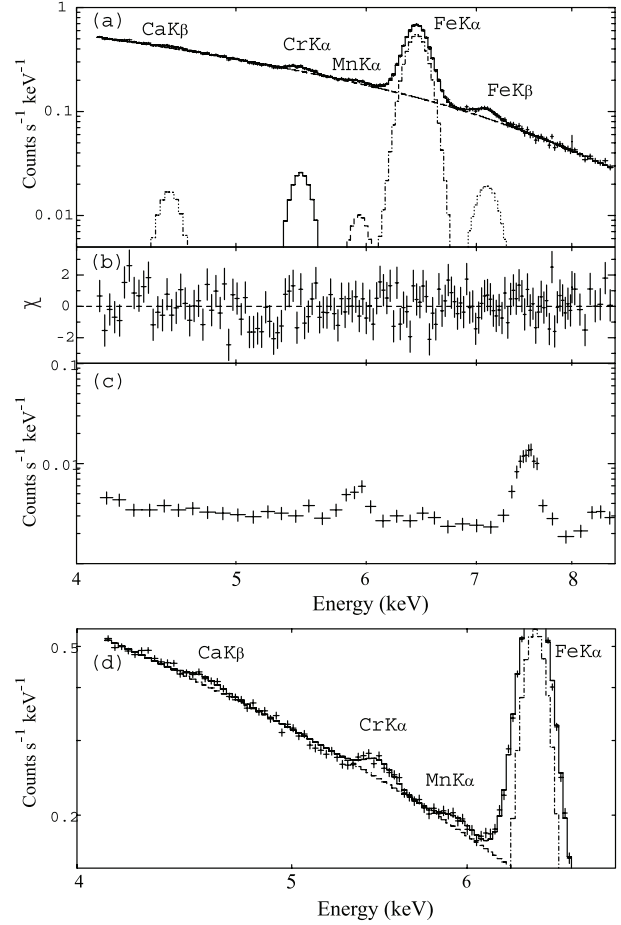 (a)
CaKβ
CrKα
MnKα
FeKα
FeKβ
Counts s⁻¹ keV⁻¹
1
0.1
0.01
(b)
χ
2
0
−2
(c)
Counts s⁻¹ keV⁻¹
0.1
0.01
4 5 6 7 8
Energy (keV)
(d)
CaKβ
CrKα
MnKα
FeKα
Counts s⁻¹ keV⁻¹
0.5
0.2
4 5 6
Energy (keV)